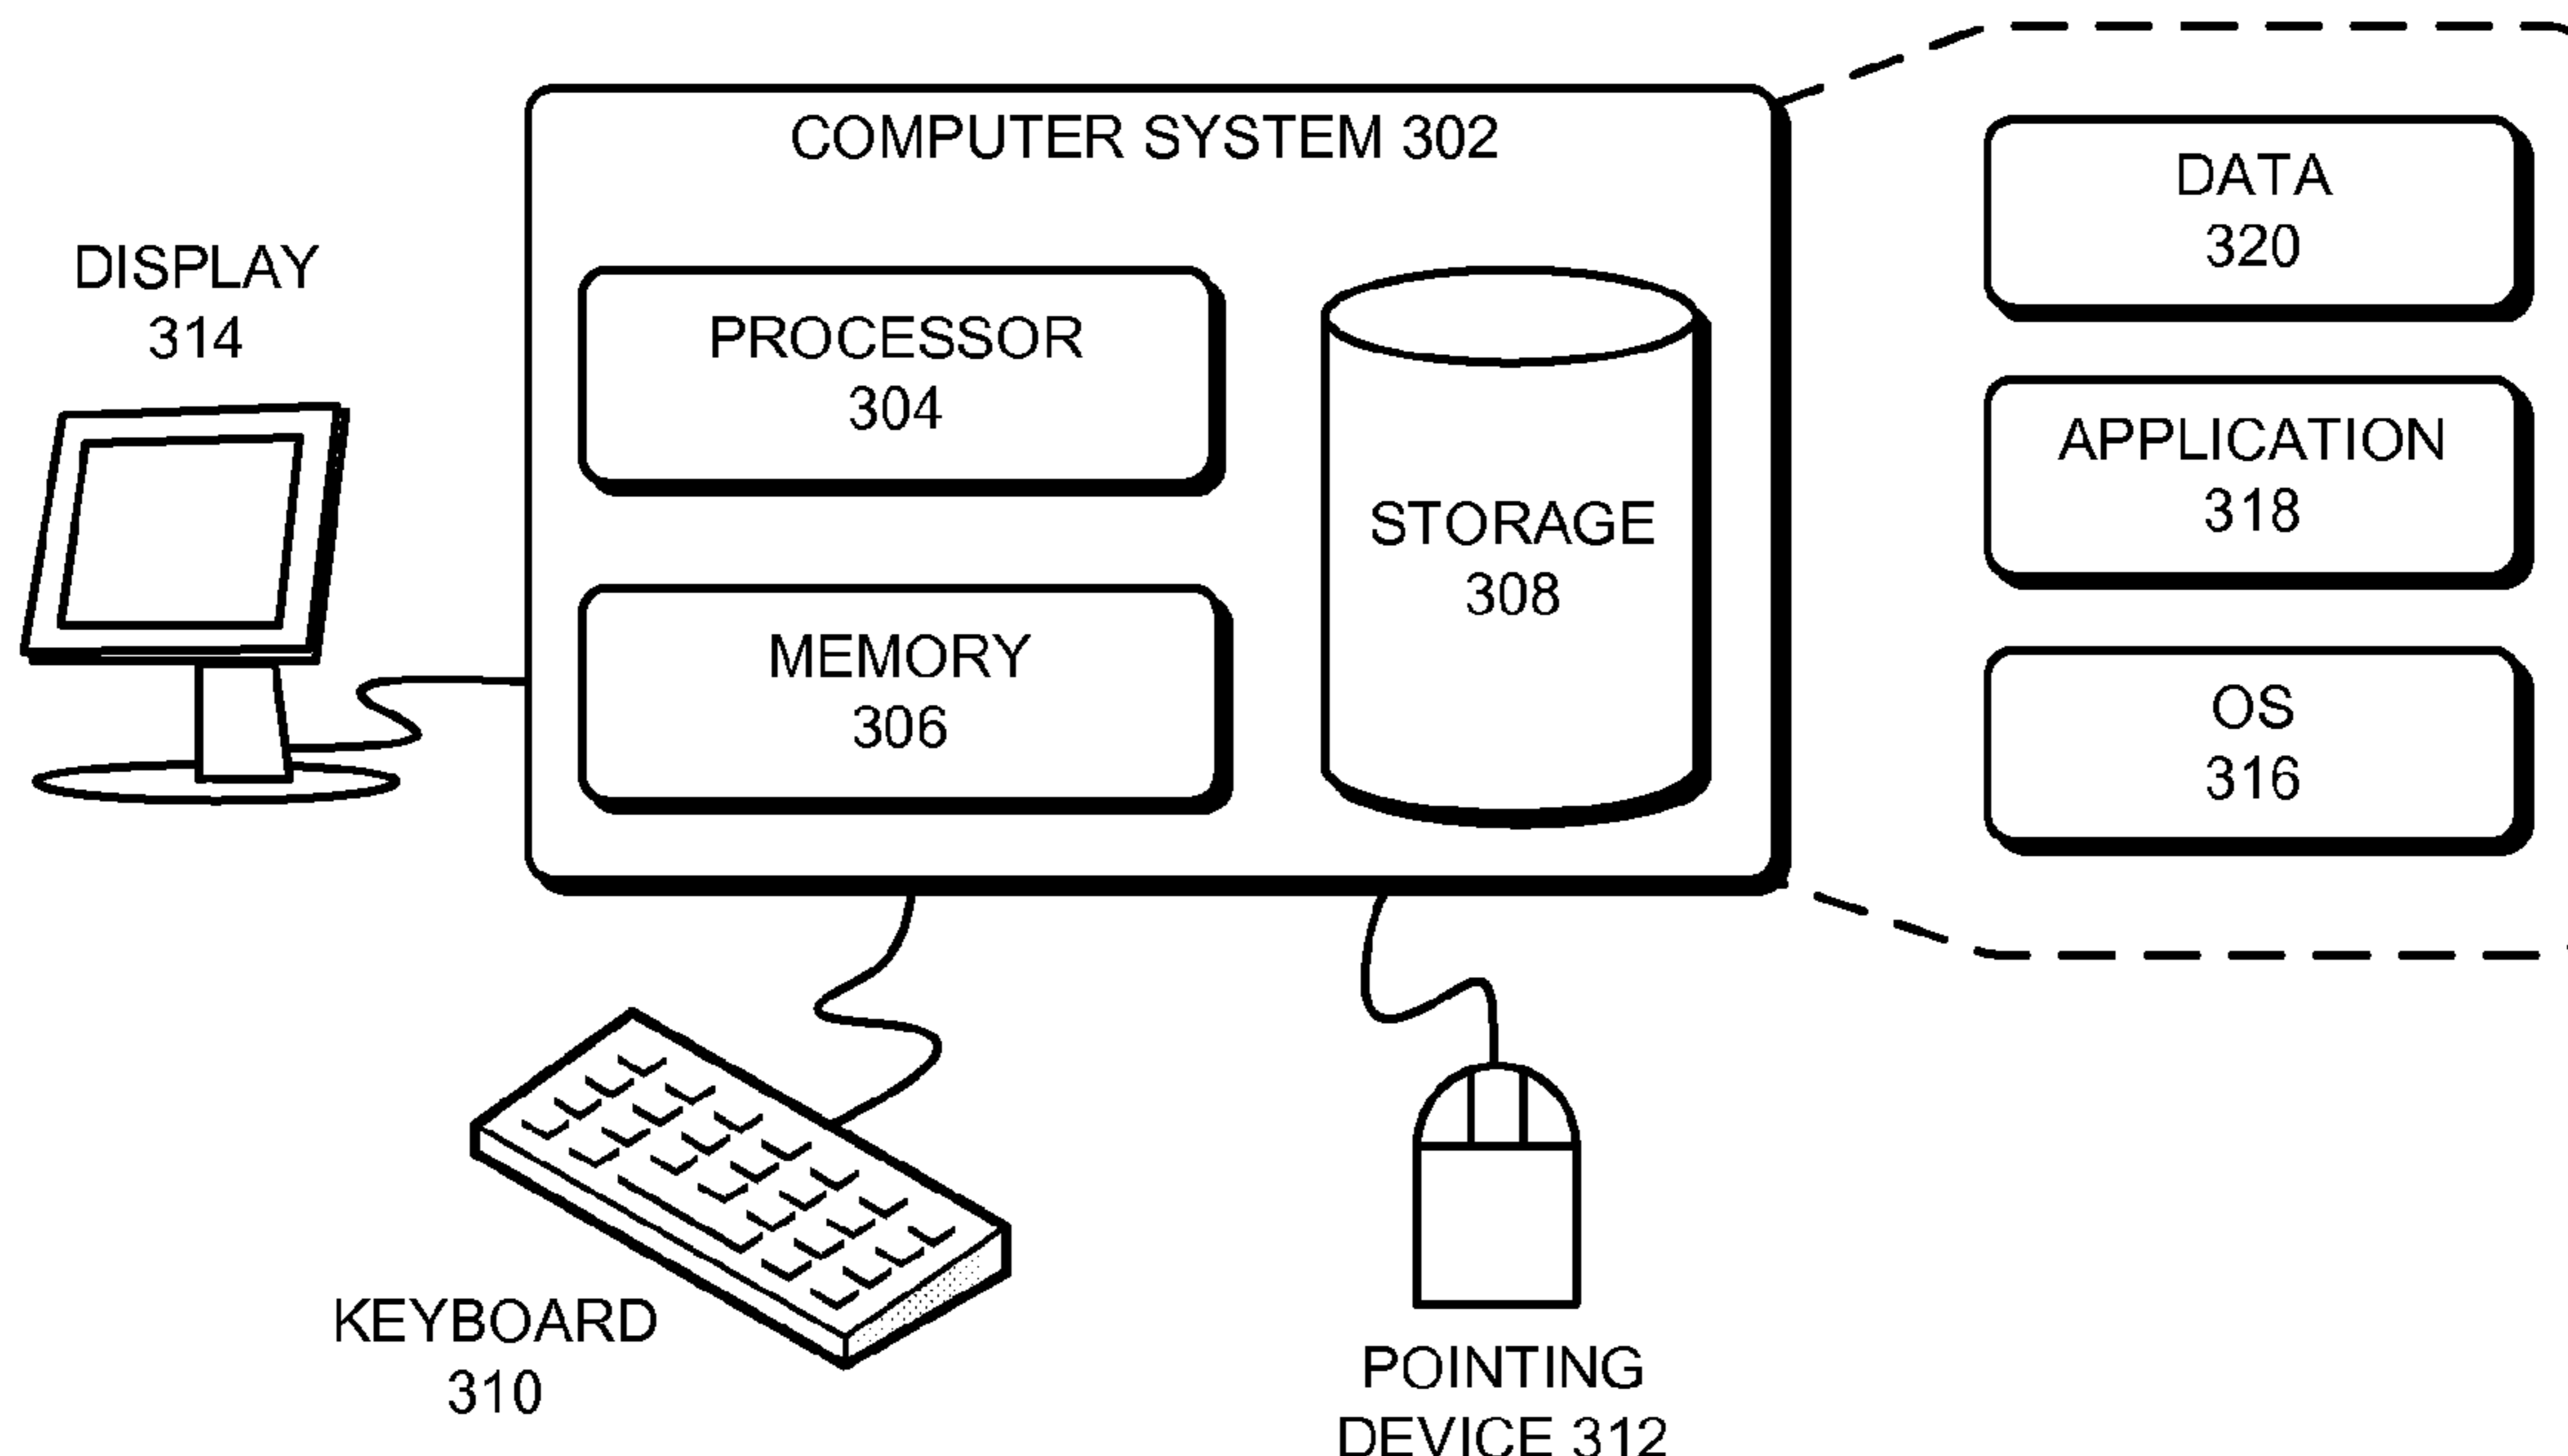 COMPUTER SYSTEM 302
DISPLAY
314
PROCESSOR
304
MEMORY
306
STORAGE
308
DATA
320
APPLICATION
318
OS
316
KEYBOARD
310
POINTING
DEVICE 312